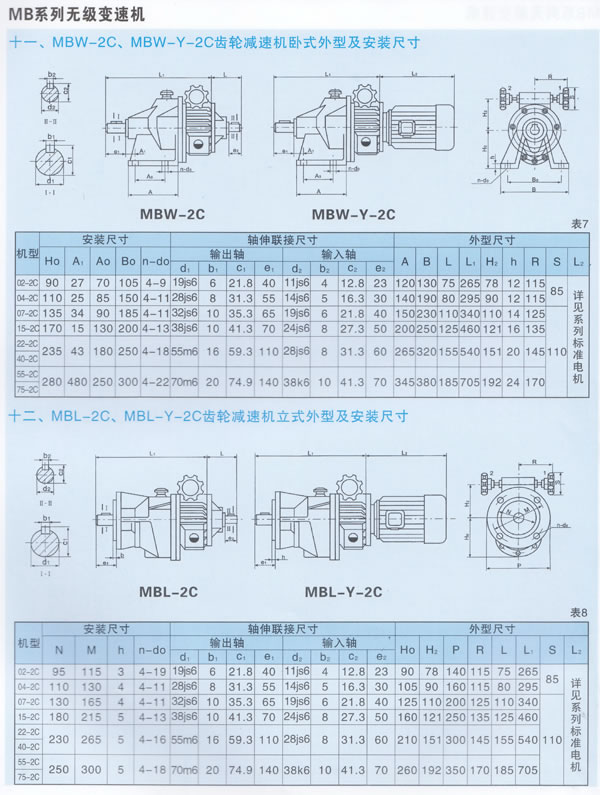 MB系列无级变速机
十一、MBW-2C、MBW-Y-2C齿轮减速机卧式外型及安装尺寸
MBW-2C MBW-Y-2C
表7
机型 安装尺寸 轴伸联接尺寸 外型尺寸
输出轴 输入轴
Ho A₁ Ao Bo n-do d₁ b₁ c₁ e₁ d₂ b₂ c₂ e₂ A B L L₁ H₂ h R S L₂
02-2C 90 27 70 105 4-9 19js6 6 21.8 40 11js6 4 12.8 23 120 130 75 265 78 12 115 85 详见系列标准电机
04-2C 110 25 85 150 4-11 28js6 8 31.3 55 14js6 5 16.3 30 140 190 80 295 90 12 115
07-2C 135 34 90 185 4-11 32js6 10 35.3 65 19js6 6 21.8 40 150 230 110 340 110 14 125 110
15-2C 170 15 130 200 4-13 38js6 10 41.3 70 24js6 8 27.3 50 200 250 125 460 121 16 135
22-2C
40-2C 235 43 180 250 4-18 55m6 16 59.3 110 28js6 8 31.3 60 265 320 155 540 151 20 145
55-2C
75-2C 280 480 250 300 4-22 70m6 20 74.9 140 38k6 10 41.3 70 345 380 185 705 192 24 170
十二、MBL-2C、MBL-Y-2C齿轮减速机立式外型及安装尺寸
MBL-2C MBL-Y-2C
表8
机型 安装尺寸 轴伸联接尺寸 外型尺寸
输出轴 输入轴
N M h n-do d₁ b₁ c₁ e₁ d₂ b₂ c₂ e₂ Ho H₂ P R L L₁ S L₂
02-2C 95 115 3 4-19 19js6 6 21.8 40 11js6 4 12.8 23 90 78 140 115 75 265 85 详见系列标准电机
04-2C 110 130 4 4-11 28js6 8 31.3 55 14js6 5 16.3 30 105 90 160 115 80 295
07-2C 130 165 4 4-11 32js6 10 35.3 65 19js6 6 21.8 40 125 110 200 125 110 340 110
15-2C 180 215 5 4-13 38js6 10 41.3 70 24js6 8 27.3 50 160 121 250 135 125 460
22-2C
40-2C 230 265 5 4-16 55m6 16 59.3 110 28js6 8 31.3 60 210 151 300 145 155 540
55-2C
75-2C 250 300 5 4-18 70m6 20 74.9 140 38k6 10 41.3 70 260 192 350 170 185 705